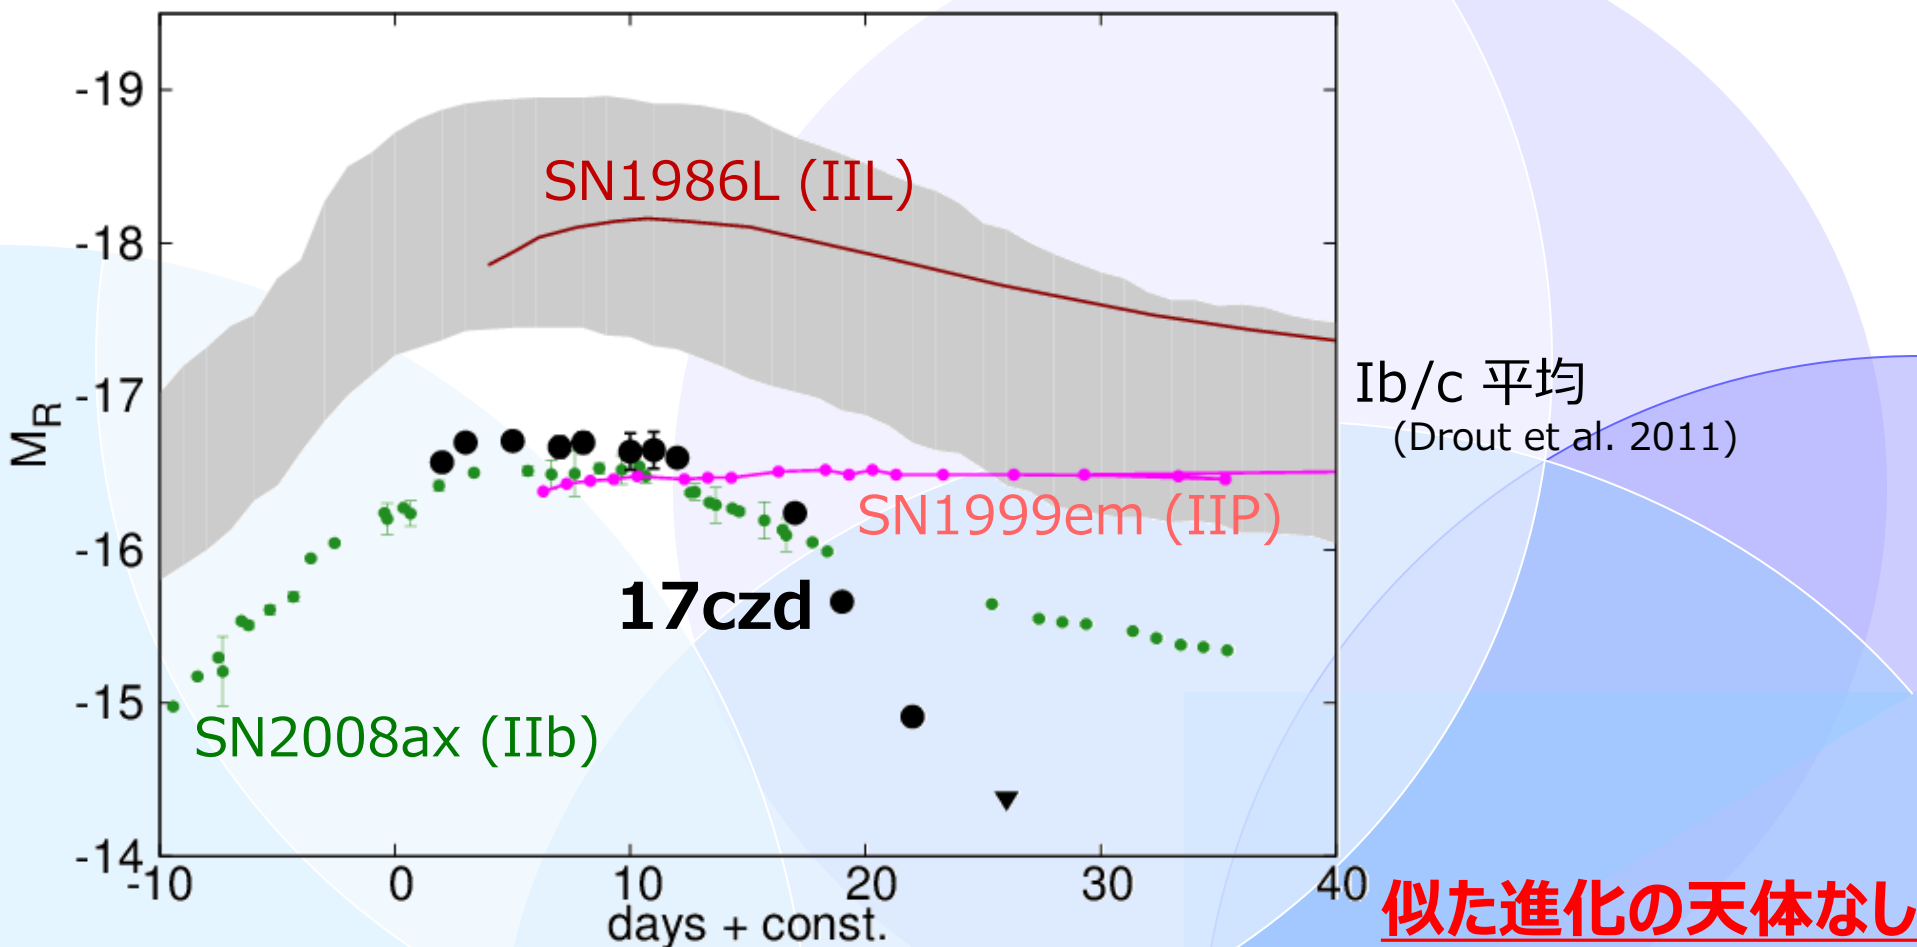 -19
-18
-17
-16
-15
-14
M_R
SN1986L (IIL)
Ib/c 平均
(Drout et al. 2011)
SN1999em (IIP)
17czd
SN2008ax (IIb)
-10 0 10 20 30 40
days + const.
似た進化の天体なし